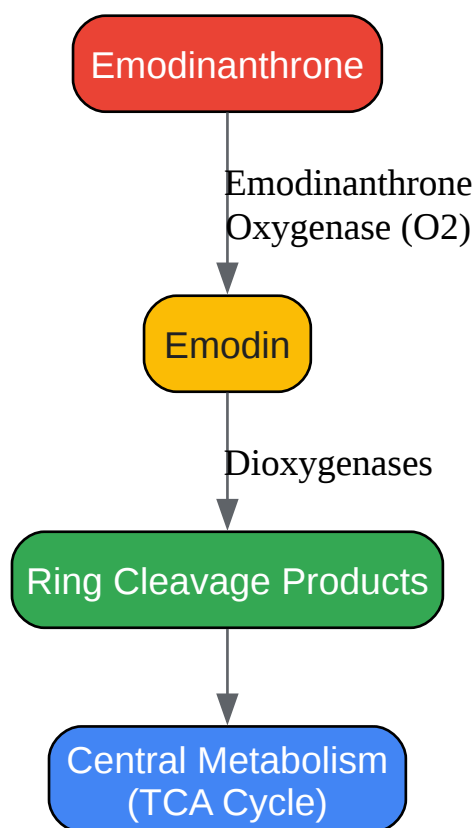 Emodinanthrone
Emodinanthrone
Oxygenase (O2)
Emodin
Dioxygenases
Ring Cleavage Products
Central Metabolism
(TCA Cycle)